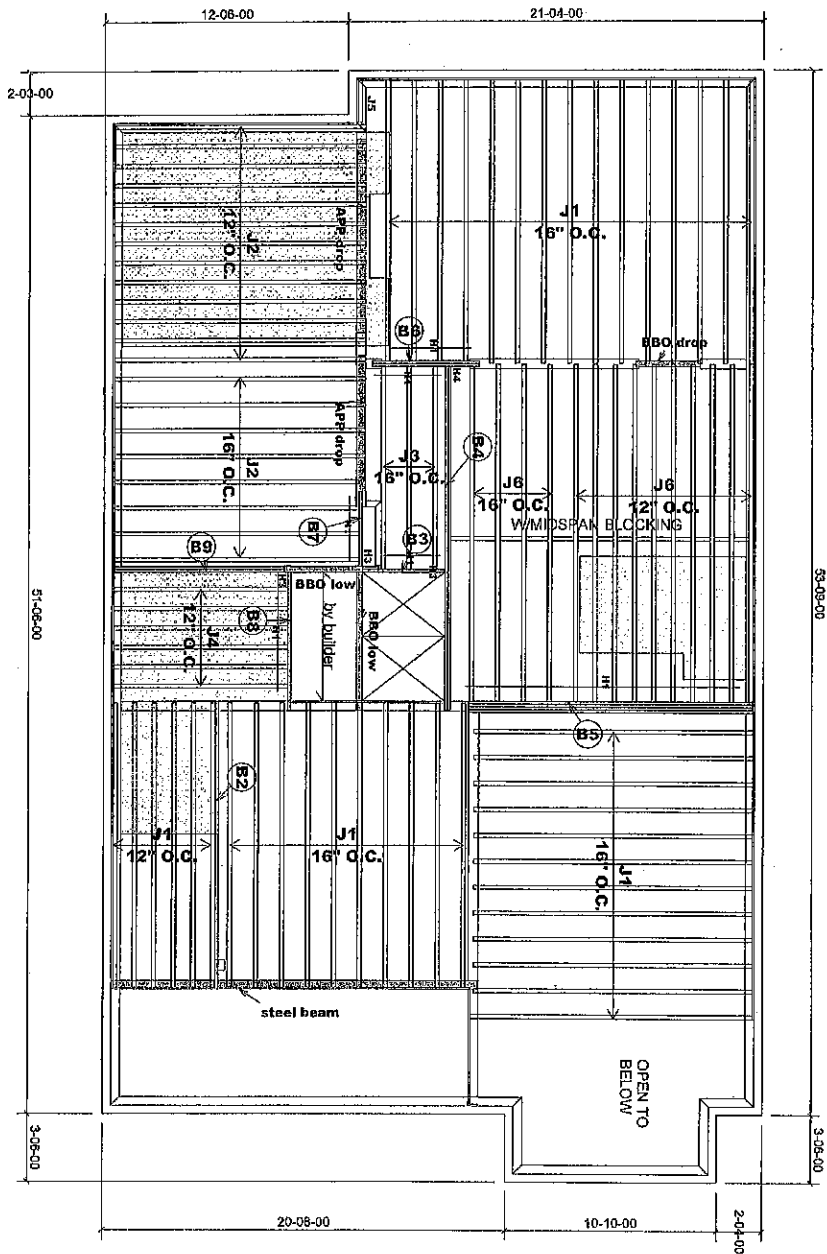 12-06-00
21-04-00
2-03-00
J5
J1
16" O.C.
J2
12" O.C.
APP drop
B6
H1
BBO drop
H1
H4
J2
16" O.C.
APP drop
J3
16" O.C.
B4
J6
16" O.C.
J6
12" O.C.
W/MIDSPAN BLOCKING
B7
H3
B3
H1
B9
BBO low
B8
J4
12" O.C.
by builder
BBO low
H1
51-06-00
53-09-00
B5
B2
J1
12" O.C.
J1
16" O.C.
J1
16" O.C.
steel beam
OPEN TO
BELOW
3-06-00
3-06-00
20-08-00
10-10-00
2-04-00